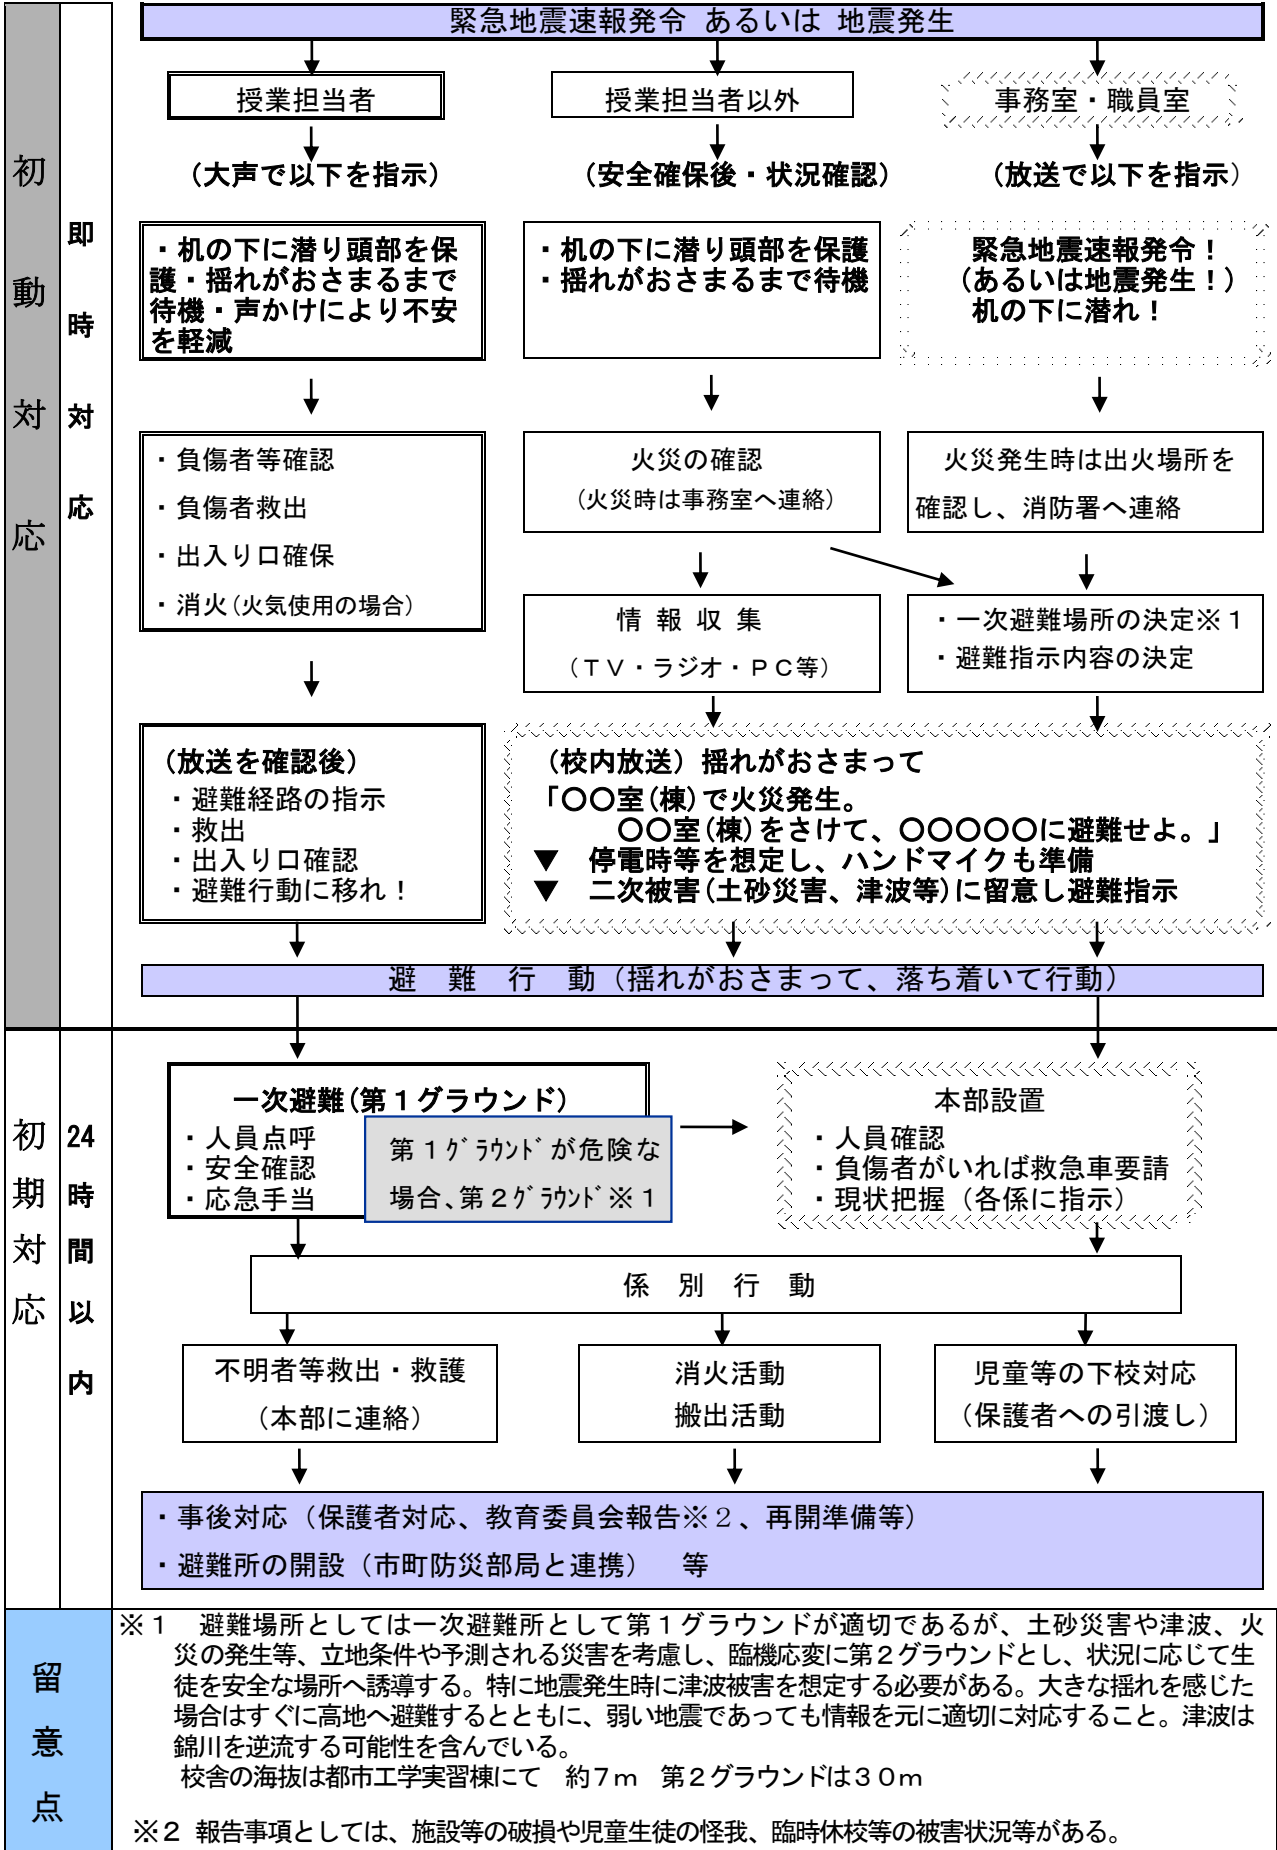 緊急地震速報発令 あるいは 地震発生
初動対応
即時対応
授業担当者
(大声で以下を指示)
・机の下に潜り頭部を保
護・揺れがおさまるまで
待機・声かけにより不安
を軽減
・負傷者等確認
・負傷者救出
・出入り口確保
・消火(火気使用の場合)
(放送を確認後)
・避難経路の指示
・救出
・出入り口確認
・避難行動に移れ！
授業担当者以外
(安全確保後・状況確認)
・机の下に潜り頭部を保護
・揺れがおさまるまで待機
火災の確認
(火災時は事務室へ連絡)
情 報 収 集
(ＴＶ・ラジオ・ＰＣ等)
事務室・職員室
(放送で以下を指示)
緊急地震速報発令！
(あるいは地震発生！)
机の下に潜れ！
火災発生時は出火場所を
確認し、消防署へ連絡
・一次避難場所の決定※１
・避難指示内容の決定
(校内放送) 揺れがおさまって
「〇〇室(棟)で火災発生。
〇〇室(棟)をさけて、〇〇〇〇〇に避難せよ。」
▼ 停電時等を想定し、ハンドマイクも準備
▼ 二次被害(土砂災害、津波等)に留意し避難指示
避 難 行 動 (揺れがおさまって、落ち着いて行動)
初期対応
24時間以内
一次避難(第１グラウンド)
・人員点呼
・安全確認
・応急手当
第１ｸﾞﾗｳﾝﾄﾞが危険な
場合、第２ｸﾞﾗｳﾝﾄﾞ※１
本部設置
・人員確認
・負傷者がいれば救急車要請
・現状把握（各係に指示）
係 別 行 動
不明者等救出・救護
（本部に連絡）
消火活動
搬出活動
児童等の下校対応
（保護者への引渡し）
・事後対応（保護者対応、教育委員会報告※２、再開準備等）
・避難所の開設（市町防災部局と連携） 等
留意点
※１ 避難場所としては一次避難所として第１グラウンドが適切であるが、土砂災害や津波、火
災の発生等、立地条件や予測される災害を考慮し、臨機応変に第２グラウンドとし、状況に応じて生
徒を安全な場所へ誘導する。特に地震発生時に津波被害を想定する必要がある。大きな揺れを感じた
場合はすぐに高地へ避難するとともに、弱い地震であっても情報を元に適切に対応すること。津波は
錦川を逆流する可能性を含んでいる。
校舎の海抜は都市工学実習棟にて 約７ｍ 第２グラウンドは３０ｍ
※２ 報告事項としては、施設等の破損や児童生徒の怪我、臨時休校等の被害状況等がある。